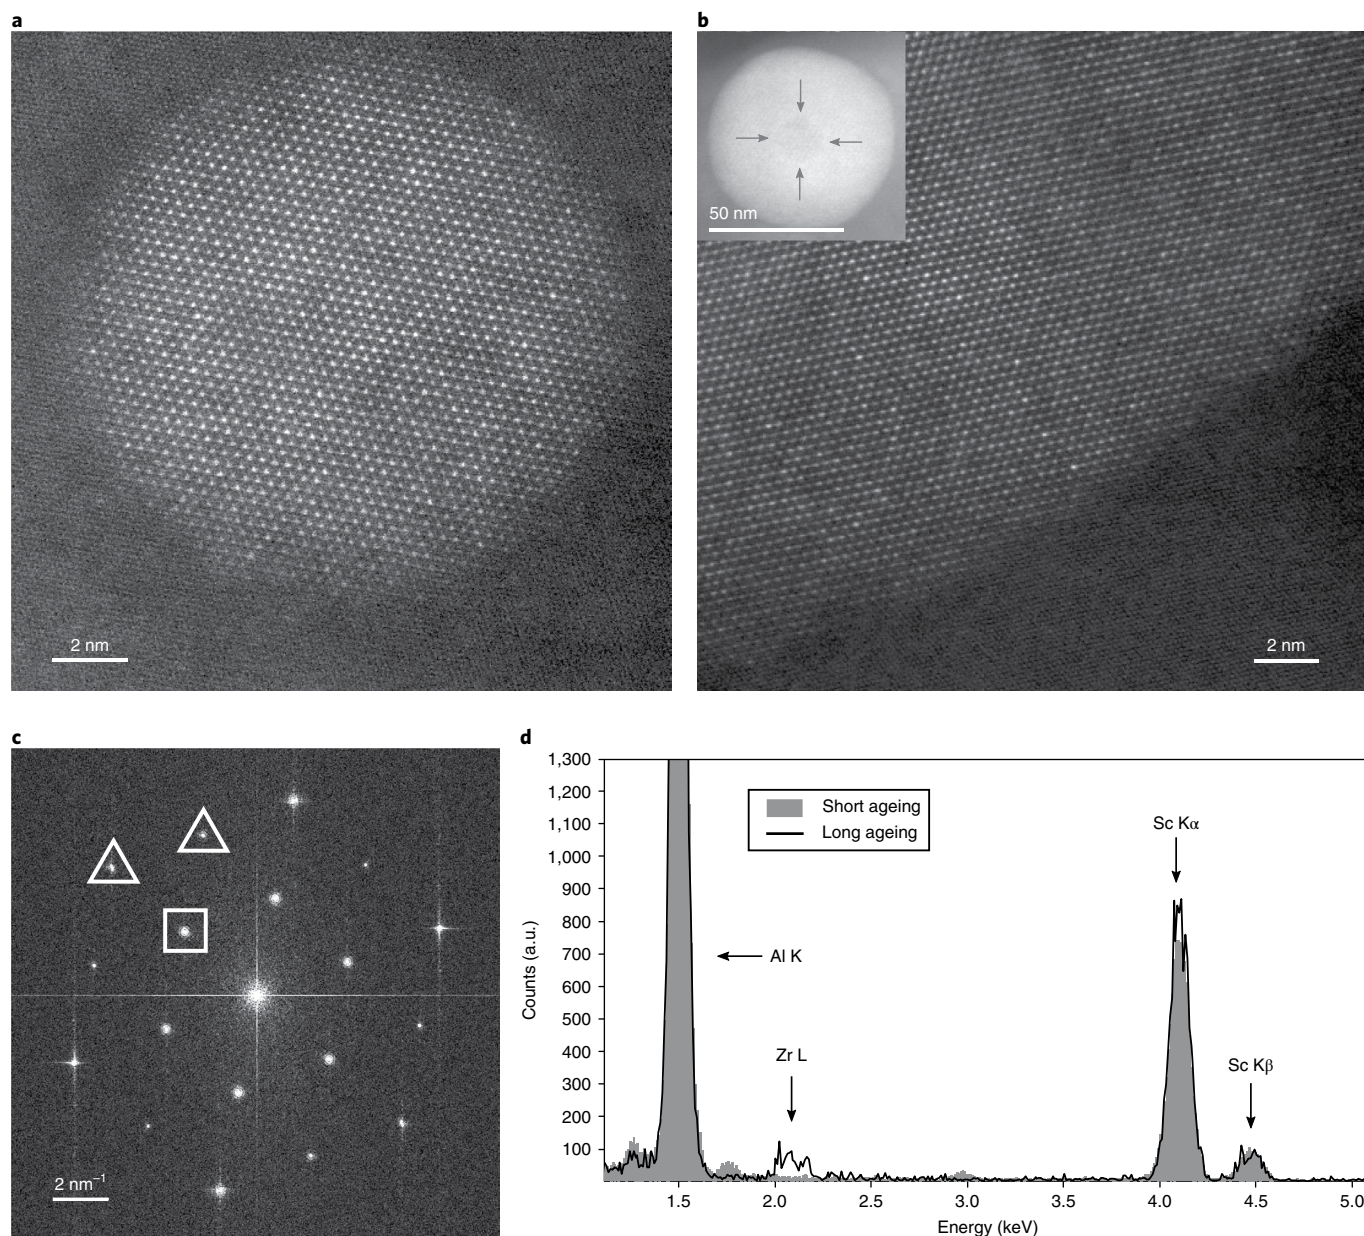 a
b
50 nm
2 nm
2 nm
c
2 nm⁻¹
d
1,300
1,200
1,100
1,000
900
800
700
600
500
400
300
200
100
Counts (a.u.)
Short ageing
Long ageing
Al K
Zr L
Sc Kα
Sc Kβ
1.5
2.0
2.5
3.0
3.5
4.0
4.5
5.0
Energy (keV)